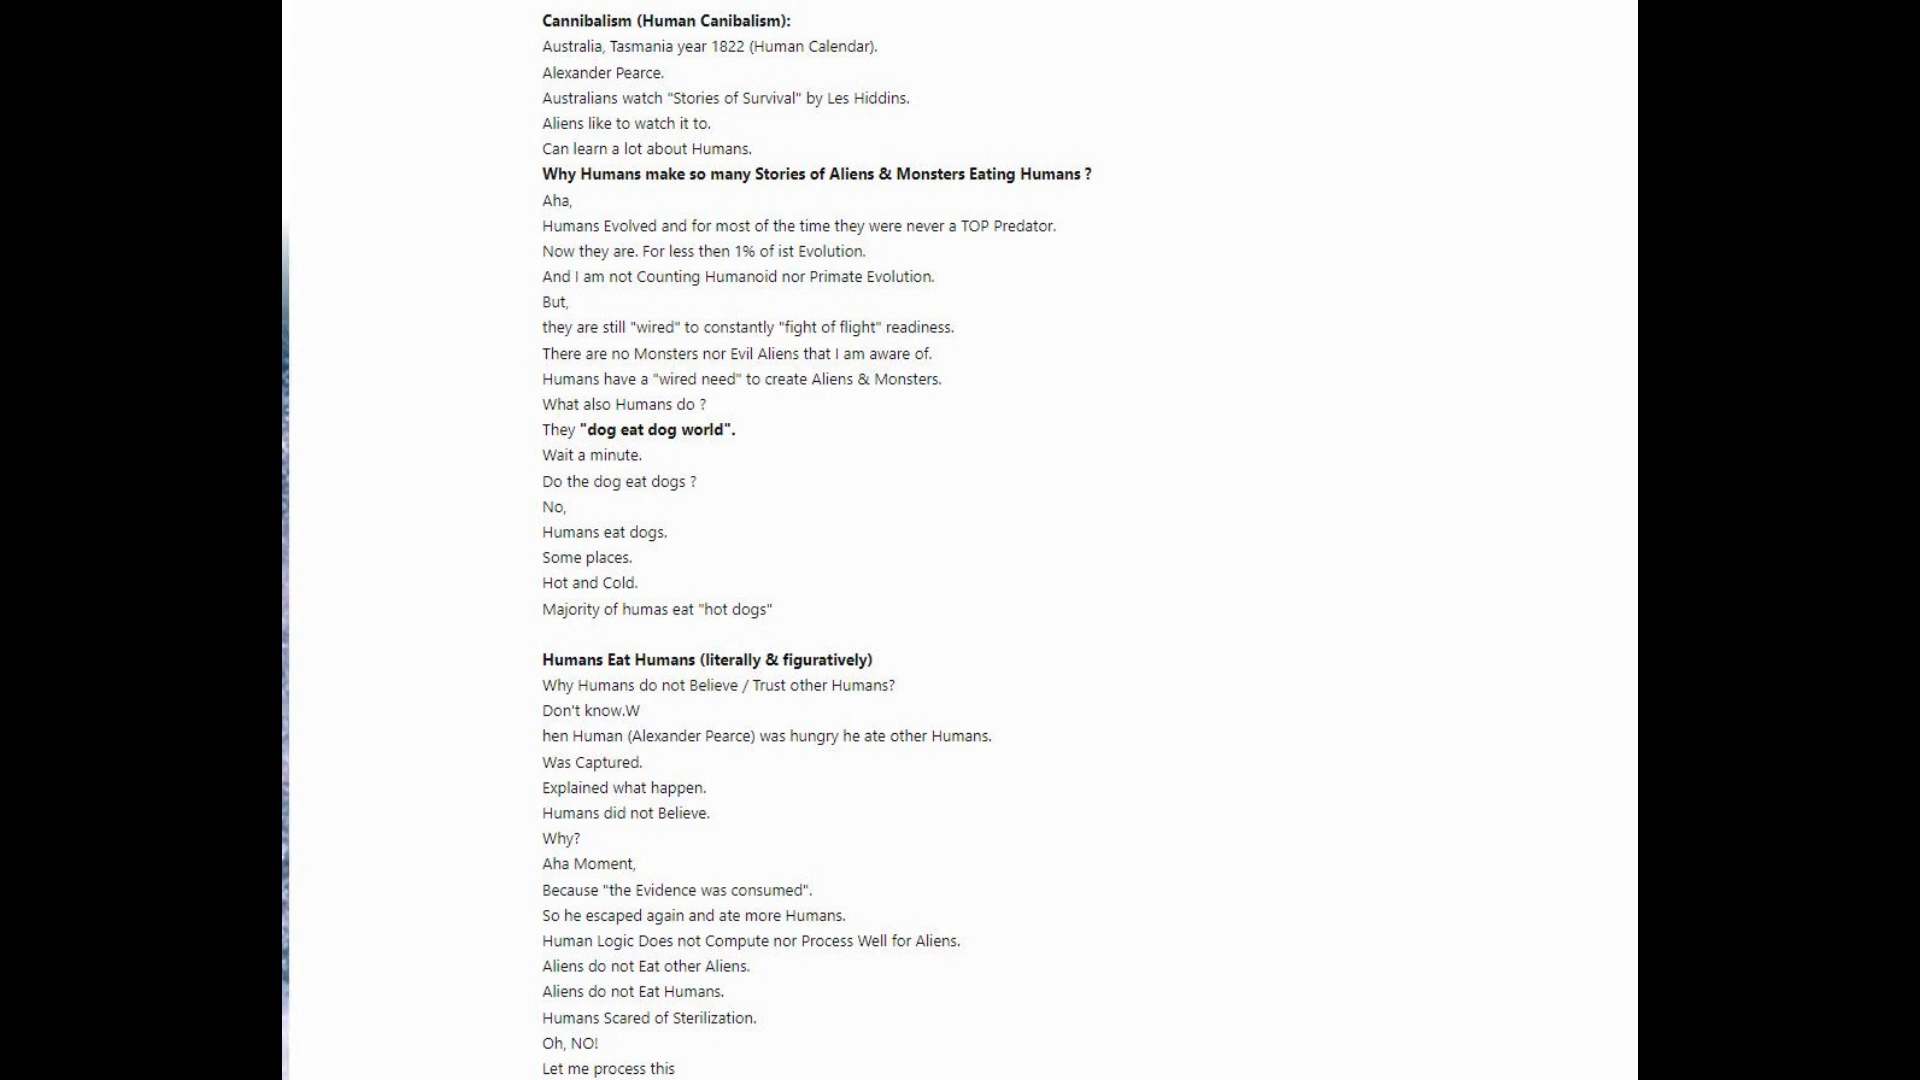 Cannibalism (Human Canibalism):
Australia, Tasmania year 1822 (Human Calendar).
Alexander Pearce.
Australians watch "Stories of Survival" by Les Hiddins.
Aliens like to watch it to.
Can learn a lot about Humans.
Why Humans make so many Stories of Aliens & Monsters Eating Humans ?
Aha,
Humans Evolved and for most of the time they were never a TOP Predator.
Now they are. For less then 1% of ist Evolution.
And I am not Counting Humanoid nor Primate Evolution.
But,
they are still "wired" to constantly "fight of flight" readiness.
There are no Monsters nor Evil Aliens that I am aware of.
Humans have a "wired need" to create Aliens & Monsters.
What also Humans do ?
They "dog eat dog world".
Wait a minute.
Do the dog eat dogs ?
No,
Humans eat dogs.
Some places.
Hot and Cold.
Majority of humas eat "hot dogs"
Humans Eat Humans (literally & figuratively)
Why Humans do not Believe / Trust other Humans?
Don't know.W
hen Human (Alexander Pearce) was hungry he ate other Humans.
Was Captured.
Explained what happen.
Humans did not Believe.
Why?
Aha Moment,
Because "the Evidence was consumed".
So he escaped again and ate more Humans.
Human Logic Does not Compute nor Process Well for Aliens.
Aliens do not Eat other Aliens.
Aliens do not Eat Humans.
Humans Scared of Sterilization.
Oh, NO!
Let me process this